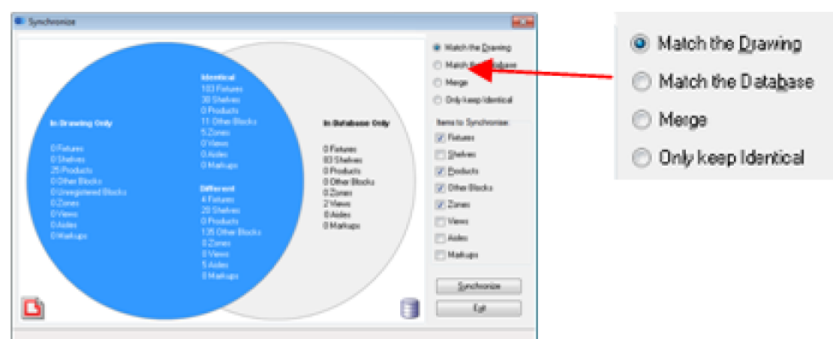 Synchronize
In Drawing Only
0 Fixtures
0 Shelves
25 Products
0 Other Blocks
0 Unregistered Blocks
0 Zones
0 Views
0 Aisles
0 Markups
Identical
103 Fixtures
30 Shelves
0 Products
11 Other Blocks
5 Zones
0 Views
0 Aisles
0 Markups
Different
4 Fixtures
20 Shelves
0 Products
135 Other Blocks
0 Zones
0 Views
5 Aisles
0 Markups
In Database Only
0 Fixtures
83 Shelves
0 Products
0 Other Blocks
0 Zones
2 Views
0 Aisles
0 Markups
Match the Drawing
Match the Database
Merge
Only keep Identical
Items to Synchronise:
Fixtures
Shelves
Products
Other Blocks
Zones
Views
Aisles
Markups
Synchronize
Exit
Match the Drawing
Match the Database
Merge
Only keep Identical